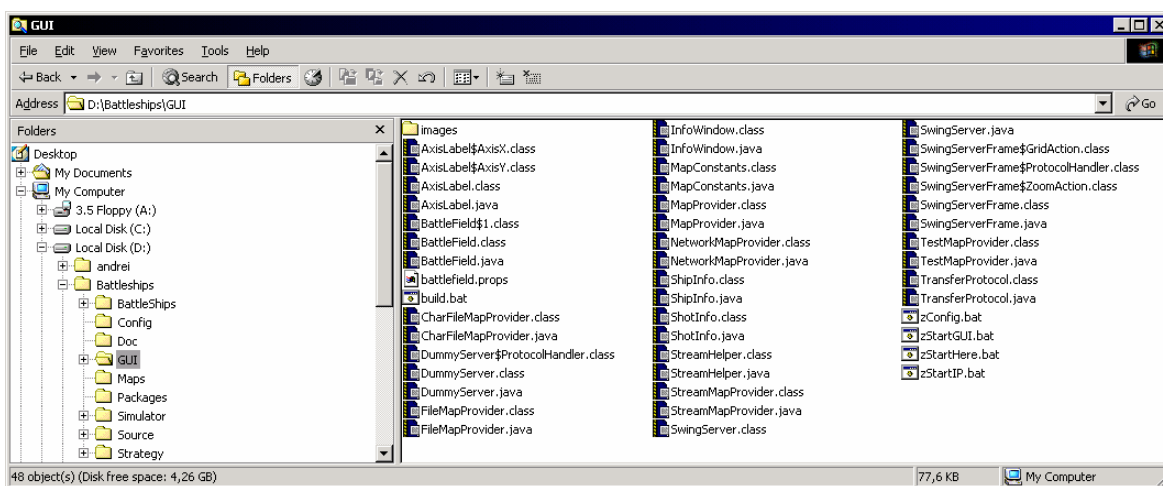 GUI
File Edit View Favorites Tools Help
Back Search Folders
Address D:\Battleships\GUI Go
Folders
Desktop
My Documents
My Computer
3.5 Floppy (A:)
Local Disk (C:)
Local Disk (D:)
andrei
Battleships
BattleShips
Config
Doc
GUI
Maps
Packages
Simulator
Source
Strategy
images
AxisLabel$AxisX.class
AxisLabel$AxisY.class
AxisLabel.class
AxisLabel.java
BattleField$1.class
BattleField.class
BattleField.java
battlefield.props
build.bat
CharFileMapProvider.class
CharFileMapProvider.java
DummyServer$ProtocolHandler.class
DummyServer.class
DummyServer.java
FileMapProvider.class
FileMapProvider.java
InfoWindow.class
InfoWindow.java
MapConstants.class
MapConstants.java
MapProvider.class
MapProvider.java
NetworkMapProvider.class
NetworkMapProvider.java
ShipInfo.class
ShipInfo.java
ShotInfo.class
ShotInfo.java
StreamHelper.class
StreamHelper.java
StreamMapProvider.class
StreamMapProvider.java
SwingServer.class
SwingServer.java
SwingServerFrame$GridAction.class
SwingServerFrame$ProtocolHandler.class
SwingServerFrame$ZoomAction.class
SwingServerFrame.class
SwingServerFrame.java
TestMapProvider.class
TestMapProvider.java
TransferProtocol.class
TransferProtocol.java
zConfig.bat
zStartGUI.bat
zStartHere.bat
zStartIP.bat
48 object(s) (Disk free space: 4,26 GB) 77,6 KB My Computer